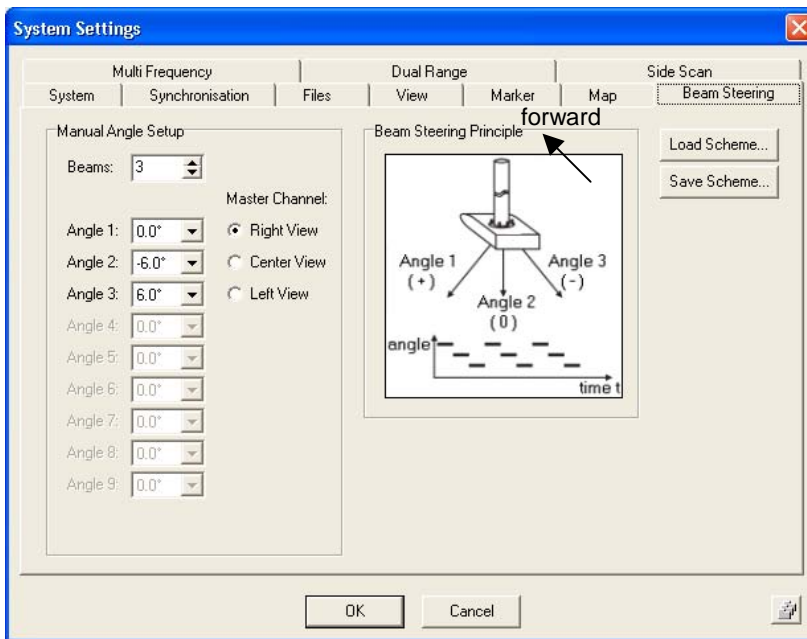 System Settings
Multi Frequency Dual Range Side Scan
System Synchronisation Files View Marker Map Beam Steering
forward
Manual Angle Setup
Beams: 3
Master Channel:
Angle 1: 0.0° Right View
Angle 2: -6.0° Center View
Angle 3: 6.0° Left View
Angle 4: 0.0°
Angle 5: 0.0°
Angle 6: 0.0°
Angle 7: 0.0°
Angle 8: 0.0°
Angle 9: 0.0°
Beam Steering Principle
Angle 1
(+)
Angle 2
(0)
Angle 3
(-)
angle
time t
Load Scheme...
Save Scheme...
OK Cancel